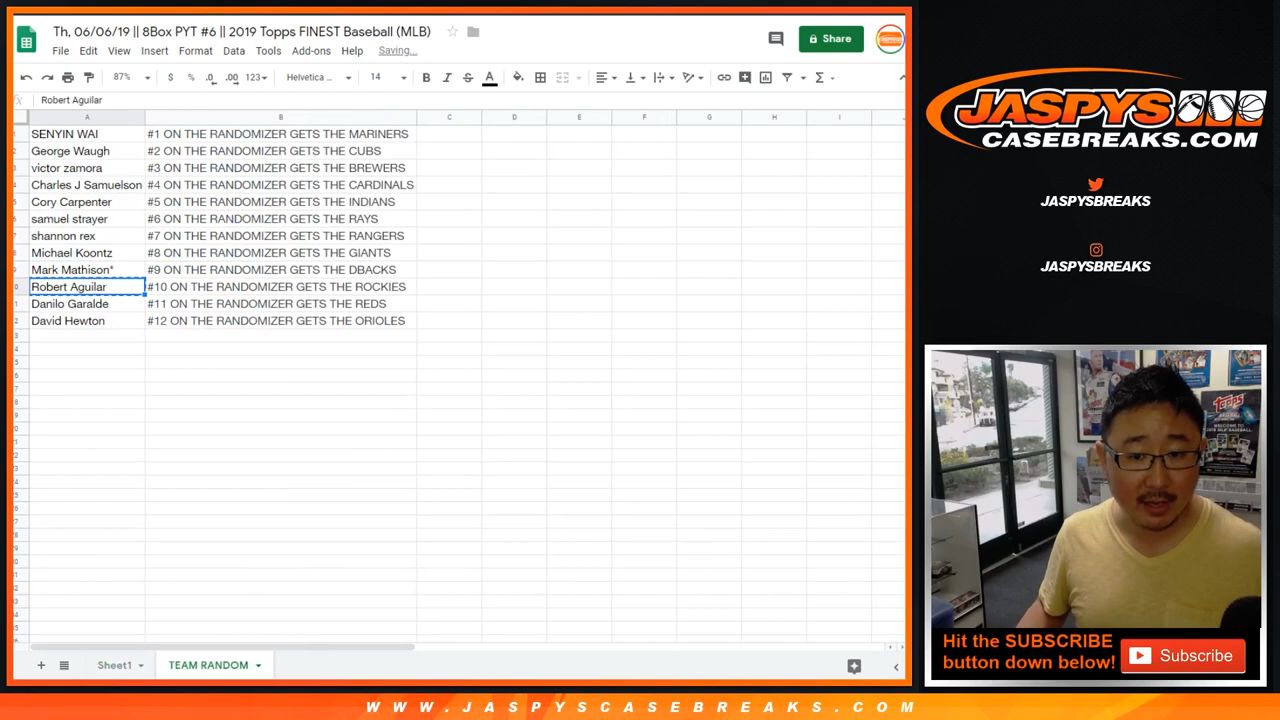 Th, 06/06/19 || 8Box PYT #6 || 2019 Topps FINEST Baseball (MLB)
File Edit View Insert Format Data Tools Add-ons Help Saving...
Share
87% $ % .0 .00 123 Helvetica ... 14 B I S A
fx Robert Aguilar
A B C D E F G H I
SENYIN WAI #1 ON THE RANDOMIZER GETS THE MARINERS
George Waugh #2 ON THE RANDOMIZER GETS THE CUBS
victor zamora #3 ON THE RANDOMIZER GETS THE BREWERS
Charles J Samuelson #4 ON THE RANDOMIZER GETS THE CARDINALS
Cory Carpenter #5 ON THE RANDOMIZER GETS THE INDIANS
samuel strayer #6 ON THE RANDOMIZER GETS THE RAYS
shannon rex #7 ON THE RANDOMIZER GETS THE RANGERS
Michael Koontz #8 ON THE RANDOMIZER GETS THE GIANTS
Mark Mathison* #9 ON THE RANDOMIZER GETS THE DBACKS
Robert Aguilar #10 ON THE RANDOMIZER GETS THE ROCKIES
Danilo Garalde #11 ON THE RANDOMIZER GETS THE REDS
David Hewton #12 ON THE RANDOMIZER GETS THE ORIOLES
Sheet1 TEAM RANDOM
JASPYS
CASEBREAKS.COM
JASPYSBREAKS
JASPYSBREAKS
Topps
Hit the SUBSCRIBE
button down below!
Subscribe
WWW.JASPYSCASEBREAKS.COM